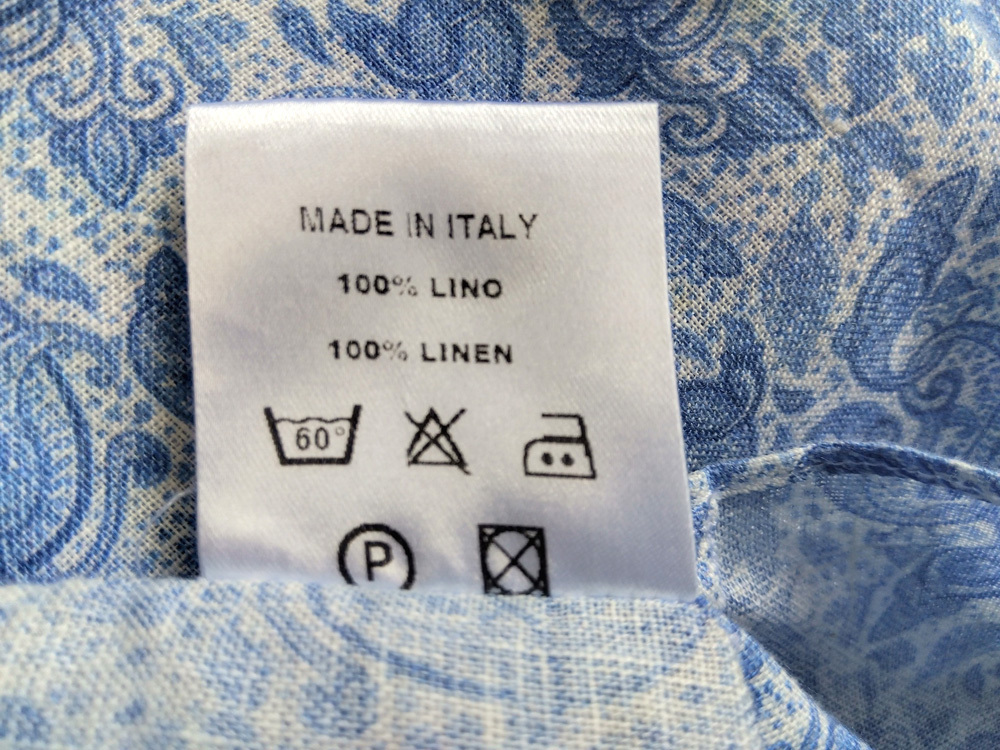 MADE IN ITALY
100% LINO
100% LINEN
60°
P